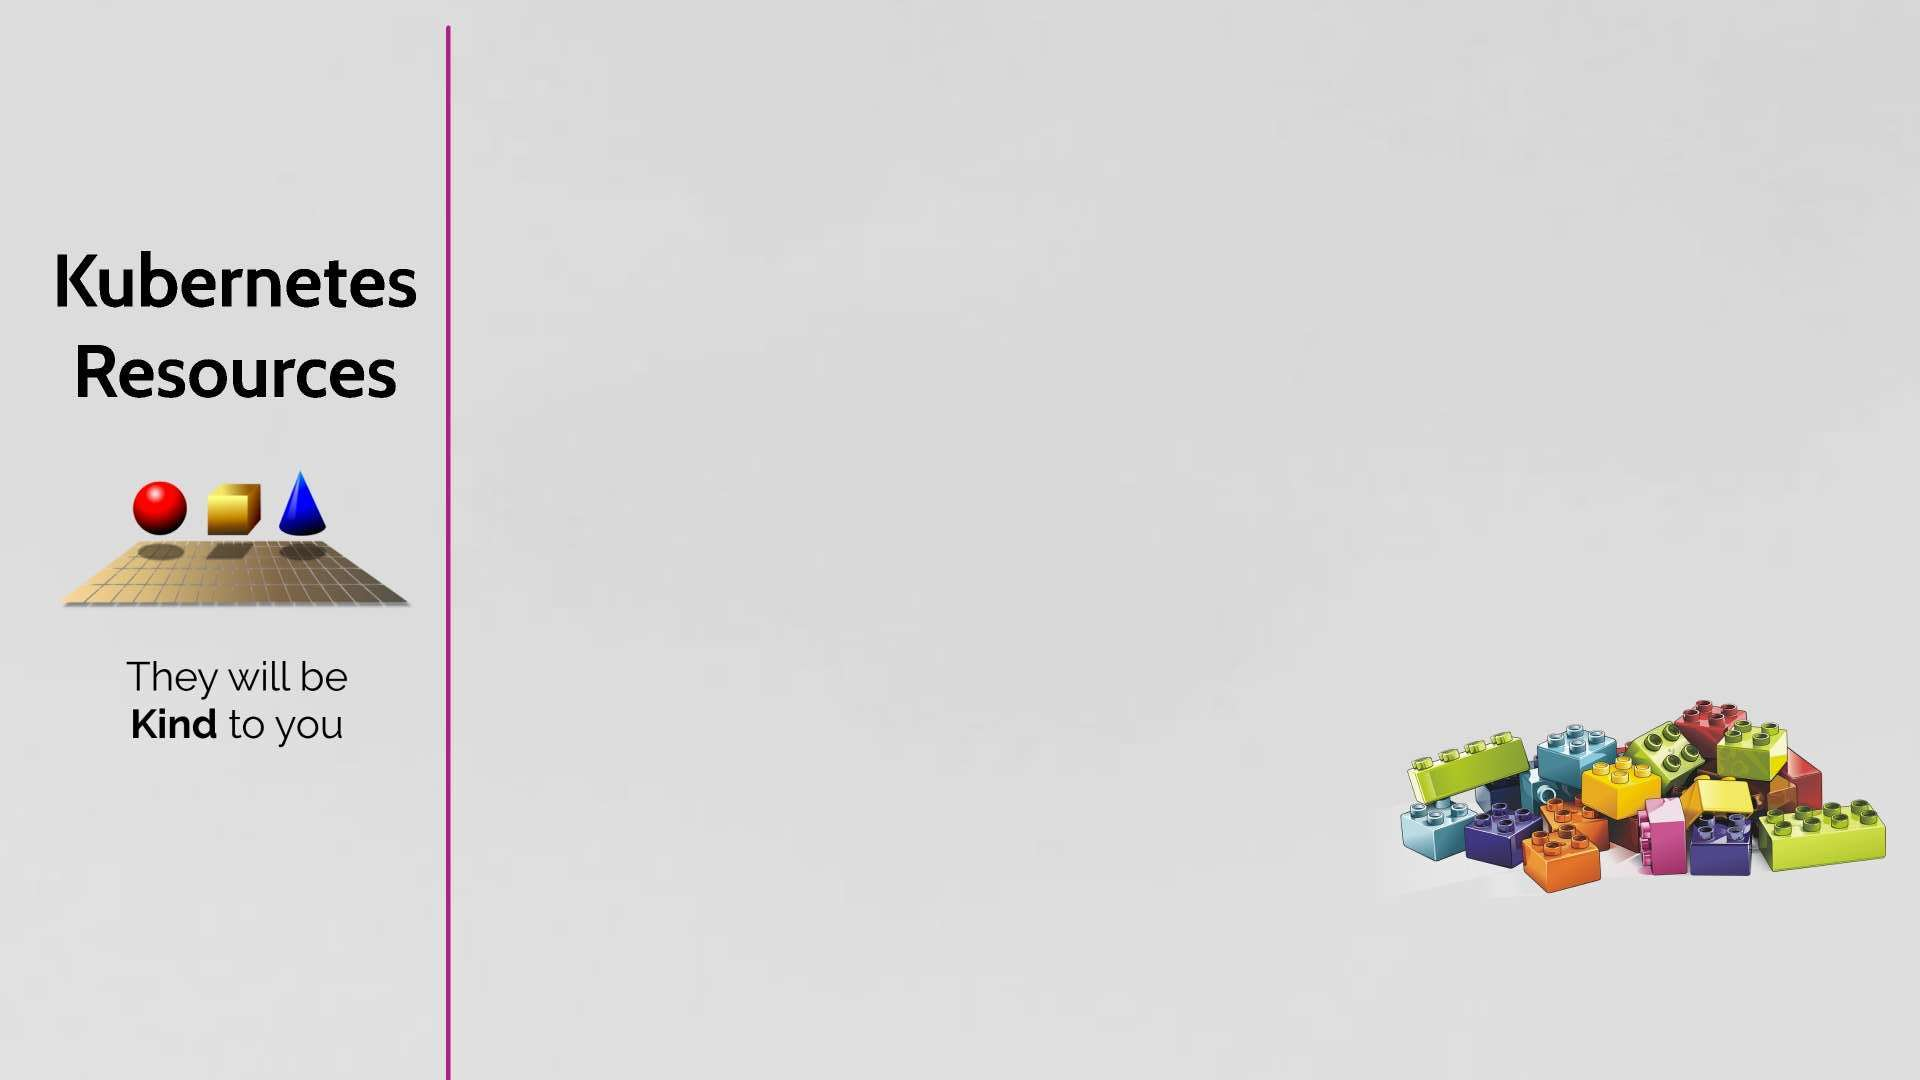 Kubernetes
Resources
They will be
Kind to you